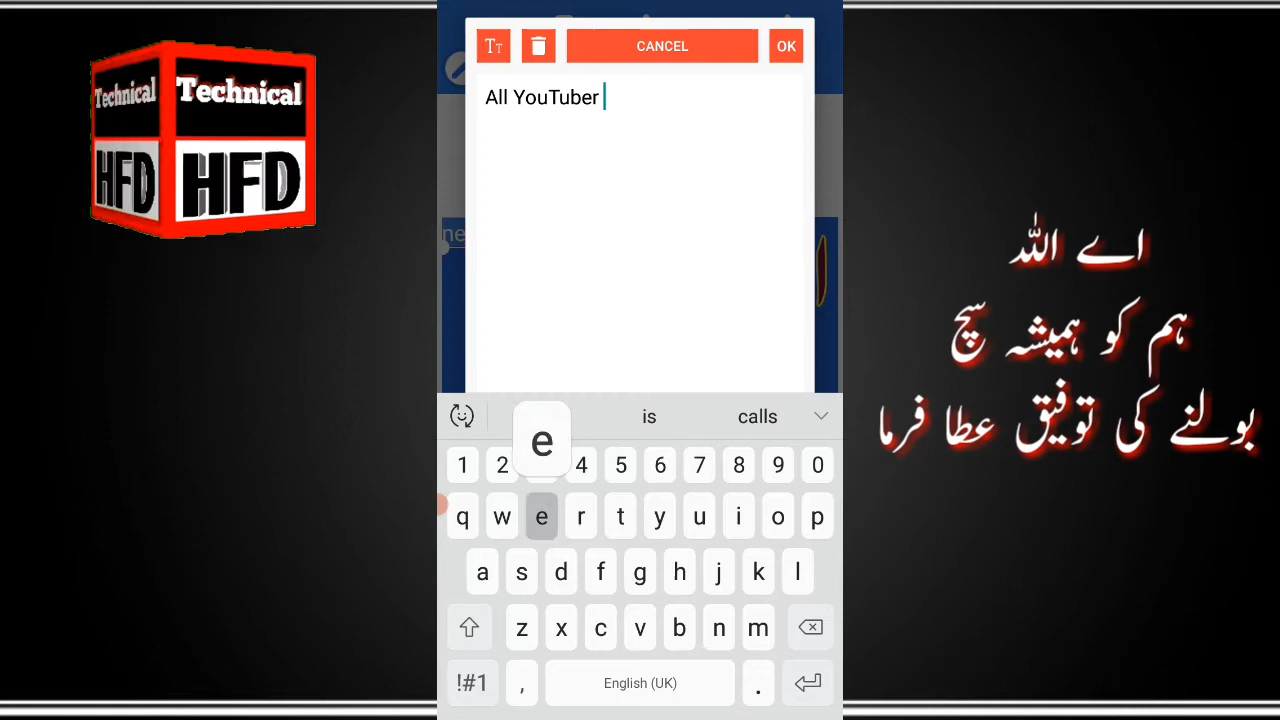 Technical
Technical
HFD
HFD
CANCEL
OK
All YouTuber
ne
is
calls
e
1 2 4 5 6 7 8 9 0
q w e r t y u i o p
a s d f g h j k l
z x c v b n m
!#1 , English (UK) .
اے اللہ
ہم کو ہمیشہ سچ
بولنے کی توفیق عطا فرما